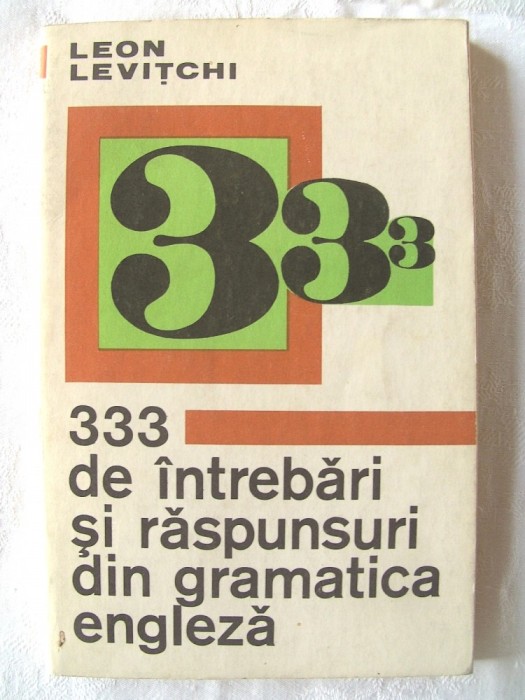 LEON
LEVIȚCHI
333
333
de întrebări
și răspunsuri
din gramatica
engleză